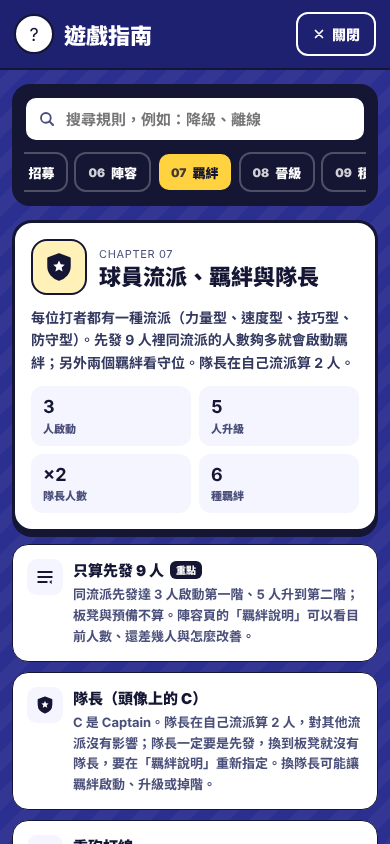 ?
遊戲指南
× 關閉
搜尋規則，例如：降級、離線
招募
06 陣容
07 羈絆
08 晉級
09
CHAPTER 07
球員流派、羈絆與隊長
每位打者都有一種流派（力量型、速度型、技巧型、
防守型）。先發 9 人裡同流派的人數夠多就會啟動羈
絆；另外兩個羈絆看守位。隊長在自己流派算 2 人。
3
人啟動
5
人升級
×2
隊長人數
6
種羈絆
只算先發 9 人 重點
同流派先發達 3 人啟動第一階、5 人升到第二階；
板凳與預備不算。陣容頁的「羈絆說明」可以看目
前人數、還差幾人與怎麼改善。
隊長（頭像上的 C）
C 是 Captain。隊長在自己流派算 2 人，對其他流
派沒有影響；隊長一定要是先發，換到板凳就沒有
隊長，要在「羈絆說明」重新指定。換隊長可能讓
羈絆啟動、升級或掉階。